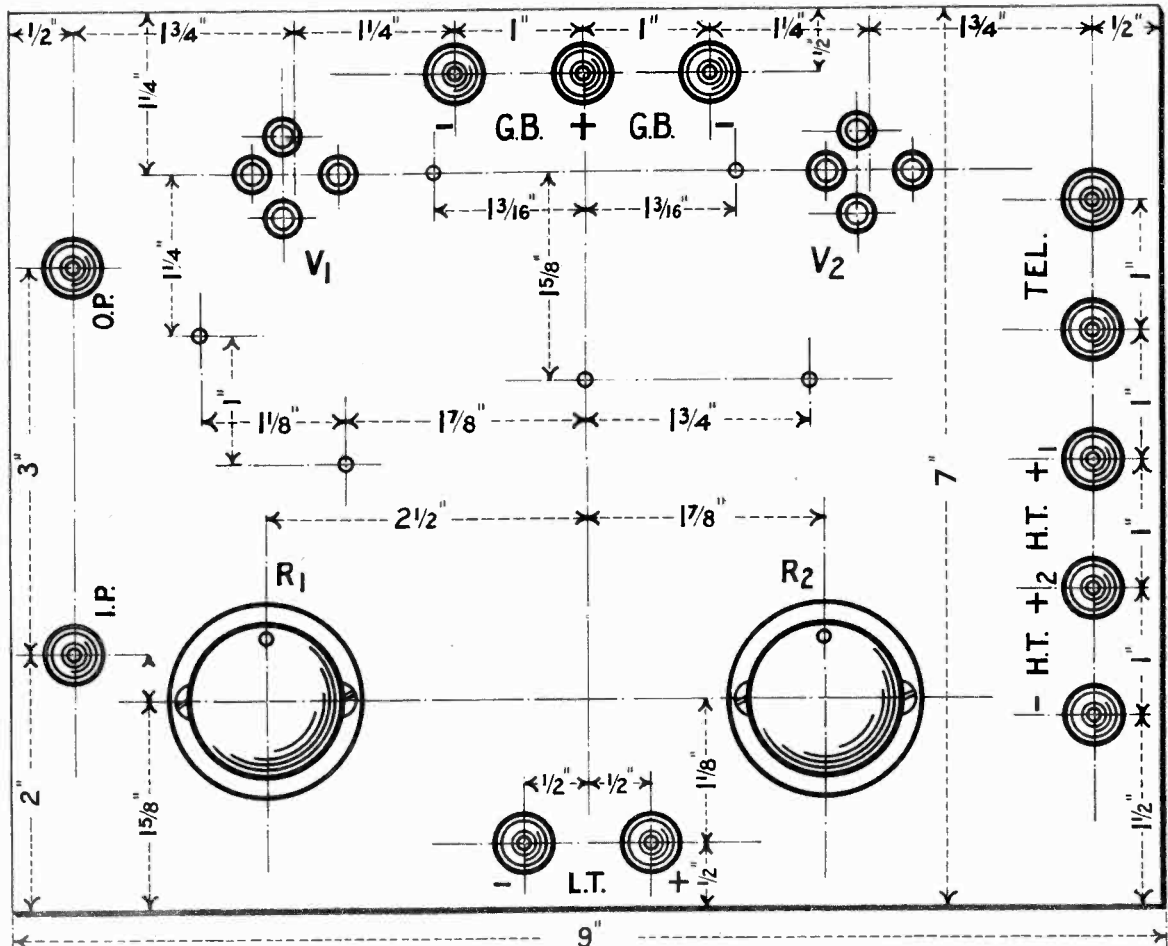 1/2" 1 3/4" 1 1/4" 1" 1" 1 1/4" 1 3/4" 1/2"
1/2"
1 1/4"
- G.B. + G.B. -
1 3/16" 1 3/16"
V1 V2
1 1/4"
1 5/8"
TEL.
1"
O.P.
1"
1"
1 1/8" 1 7/8" 1 3/4"
3"
7"
- H.T. +2 H.T. +1
1"
2 1/2" 1 7/8"
R1 R2
I.P.
1"
2"
1 5/8"
1 1/8"
1/2" 1/2"
1 1/2"
- L.T. +
1/2"
9"